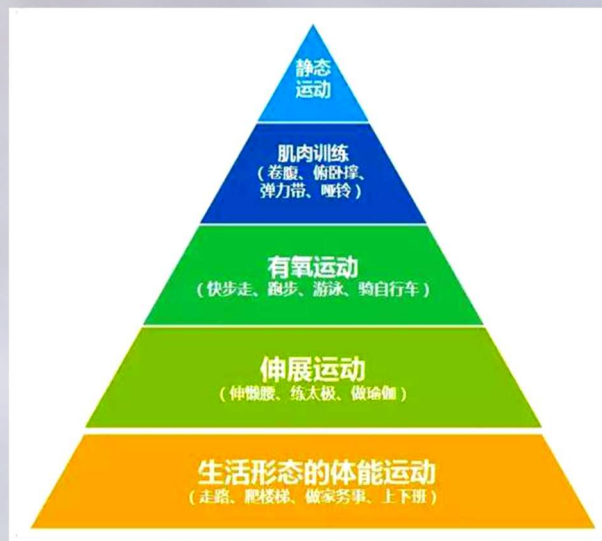 静态
运动
肌肉训练
（卷腹、俯卧撑、
弹力带、哑铃）
有氧运动
（快步走、跑步、游泳、骑自行车）
伸展运动
（伸懒腰、练太极、做瑜伽）
生活形态的体能运动
（走路、爬楼梯、做家务事、上下班）